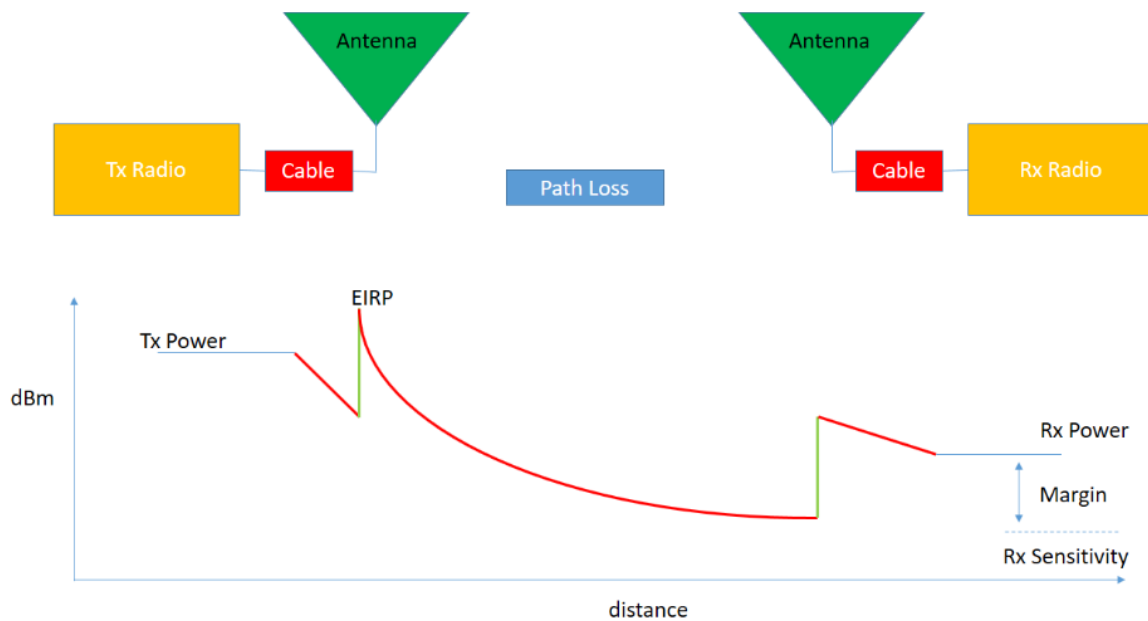 Antenna
Antenna
Tx Radio
Cable
Path Loss
Cable
Rx Radio
EIRP
Tx Power
dBm
Rx Power
Margin
Rx Sensitivity
distance